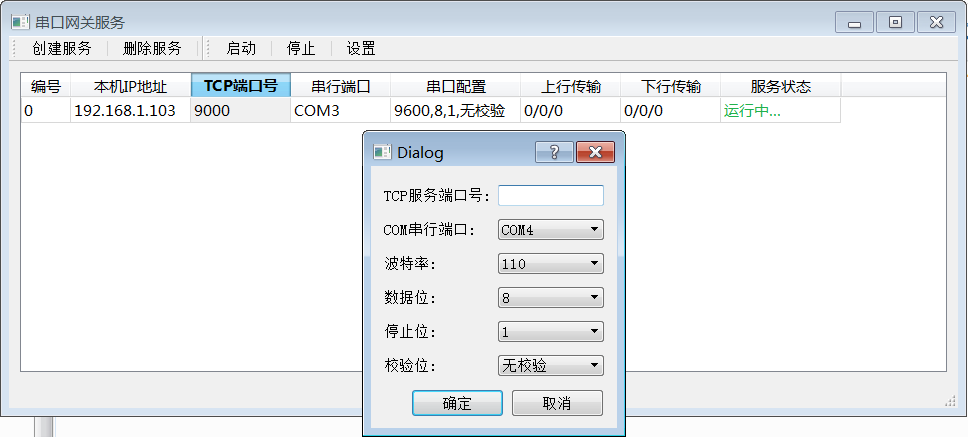 串口网关服务
创建服务 删除服务 启动 停止 设置
编号 本机IP地址 TCP端口号 串行端口 串口配置 上行传输 下行传输 服务状态
0 192.168.1.103 9000 COM3 9600,8,1,无校验 0/0/0 0/0/0 运行中...
Dialog
TCP服务端口号:
COM串行端口: COM4
波特率: 110
数据位: 8
停止位: 1
校验位: 无校验
确定 取消